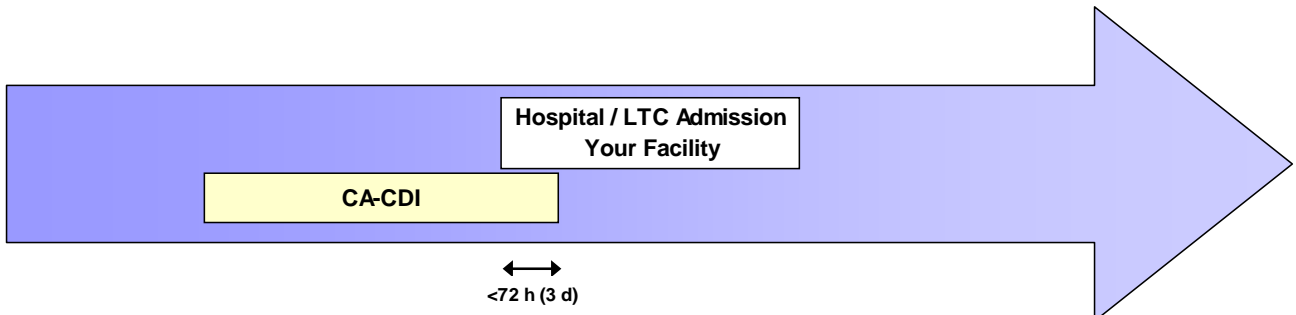 Hospital / LTC Admission
Your Facility
CA-CDI
<72 h (3 d)